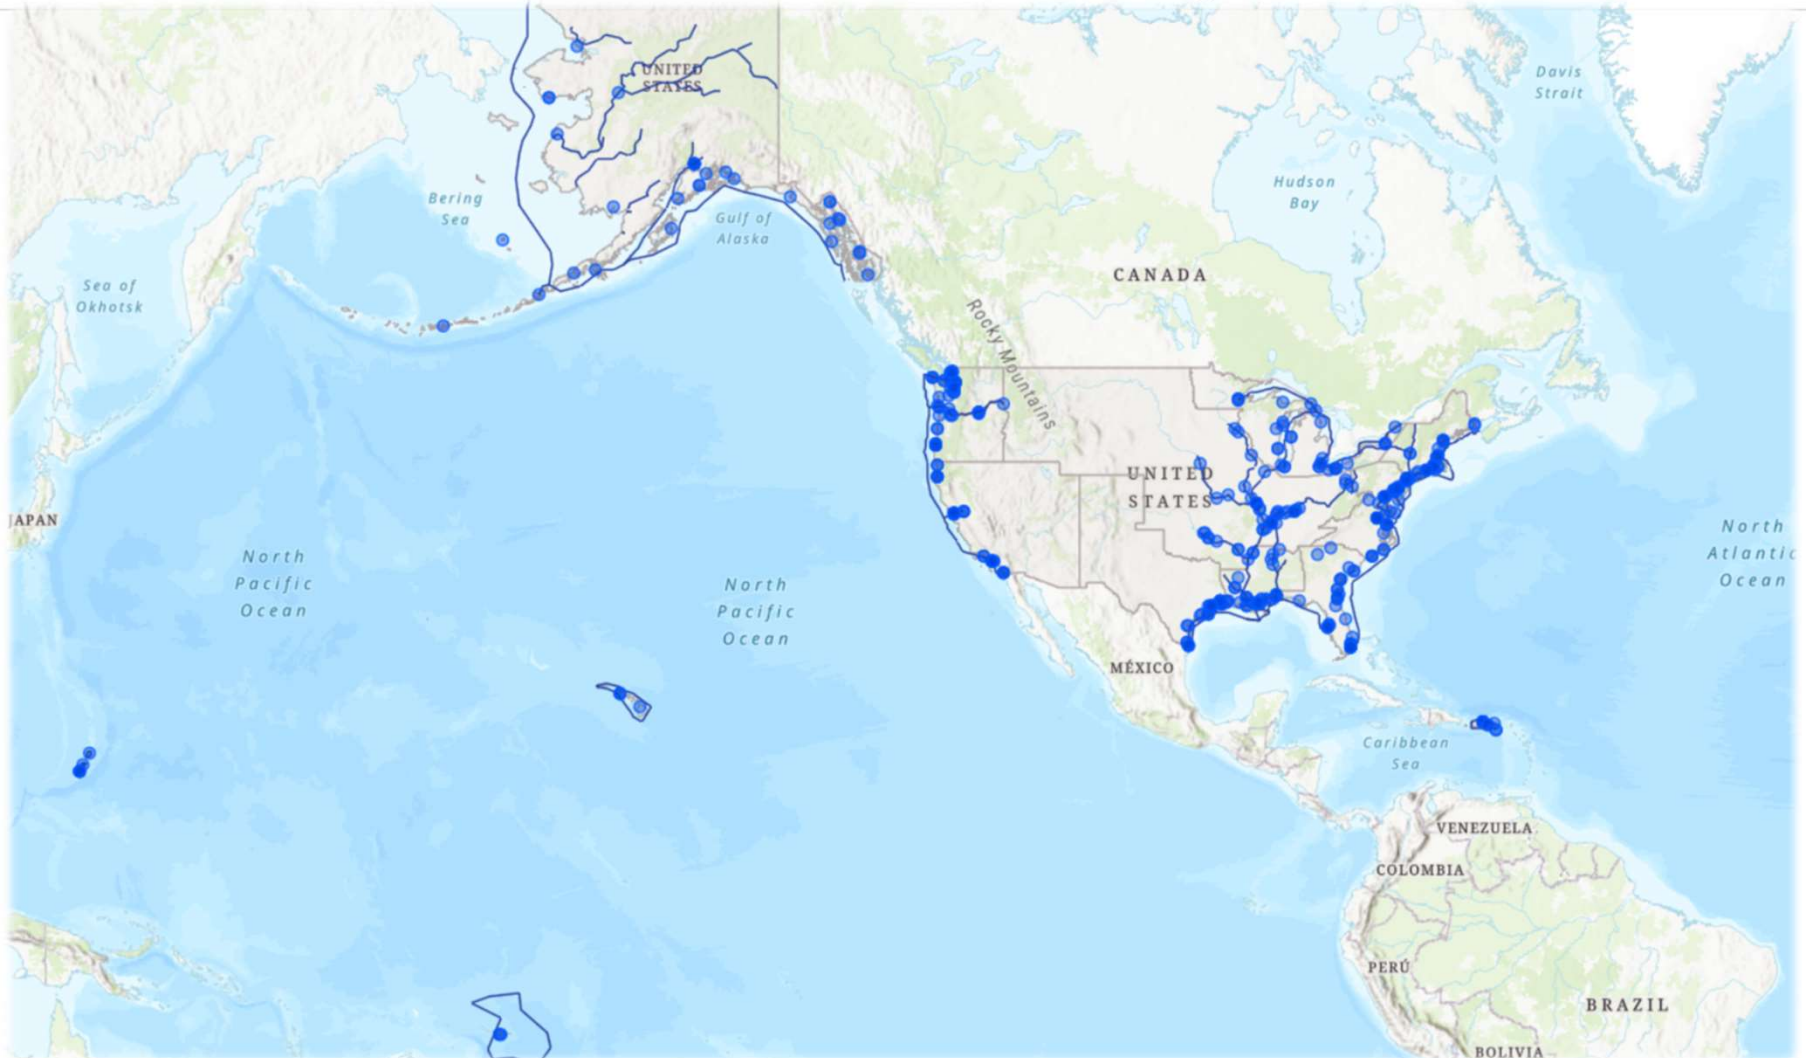 UNITED
STATES
Davis
Strait
Bering
Sea
Hudson
Bay
Gulf of
Alaska
CANADA
Sea of
Okhotsk
Rocky Mountains
UNITED
STATES
JAPAN
North
Pacific
Ocean
North
Pacific
Ocean
North
Atlantic
Ocean
MÉXICO
Caribbean
Sea
VENEZUELA
COLOMBIA
PERÚ
BRAZIL
BOLIVIA